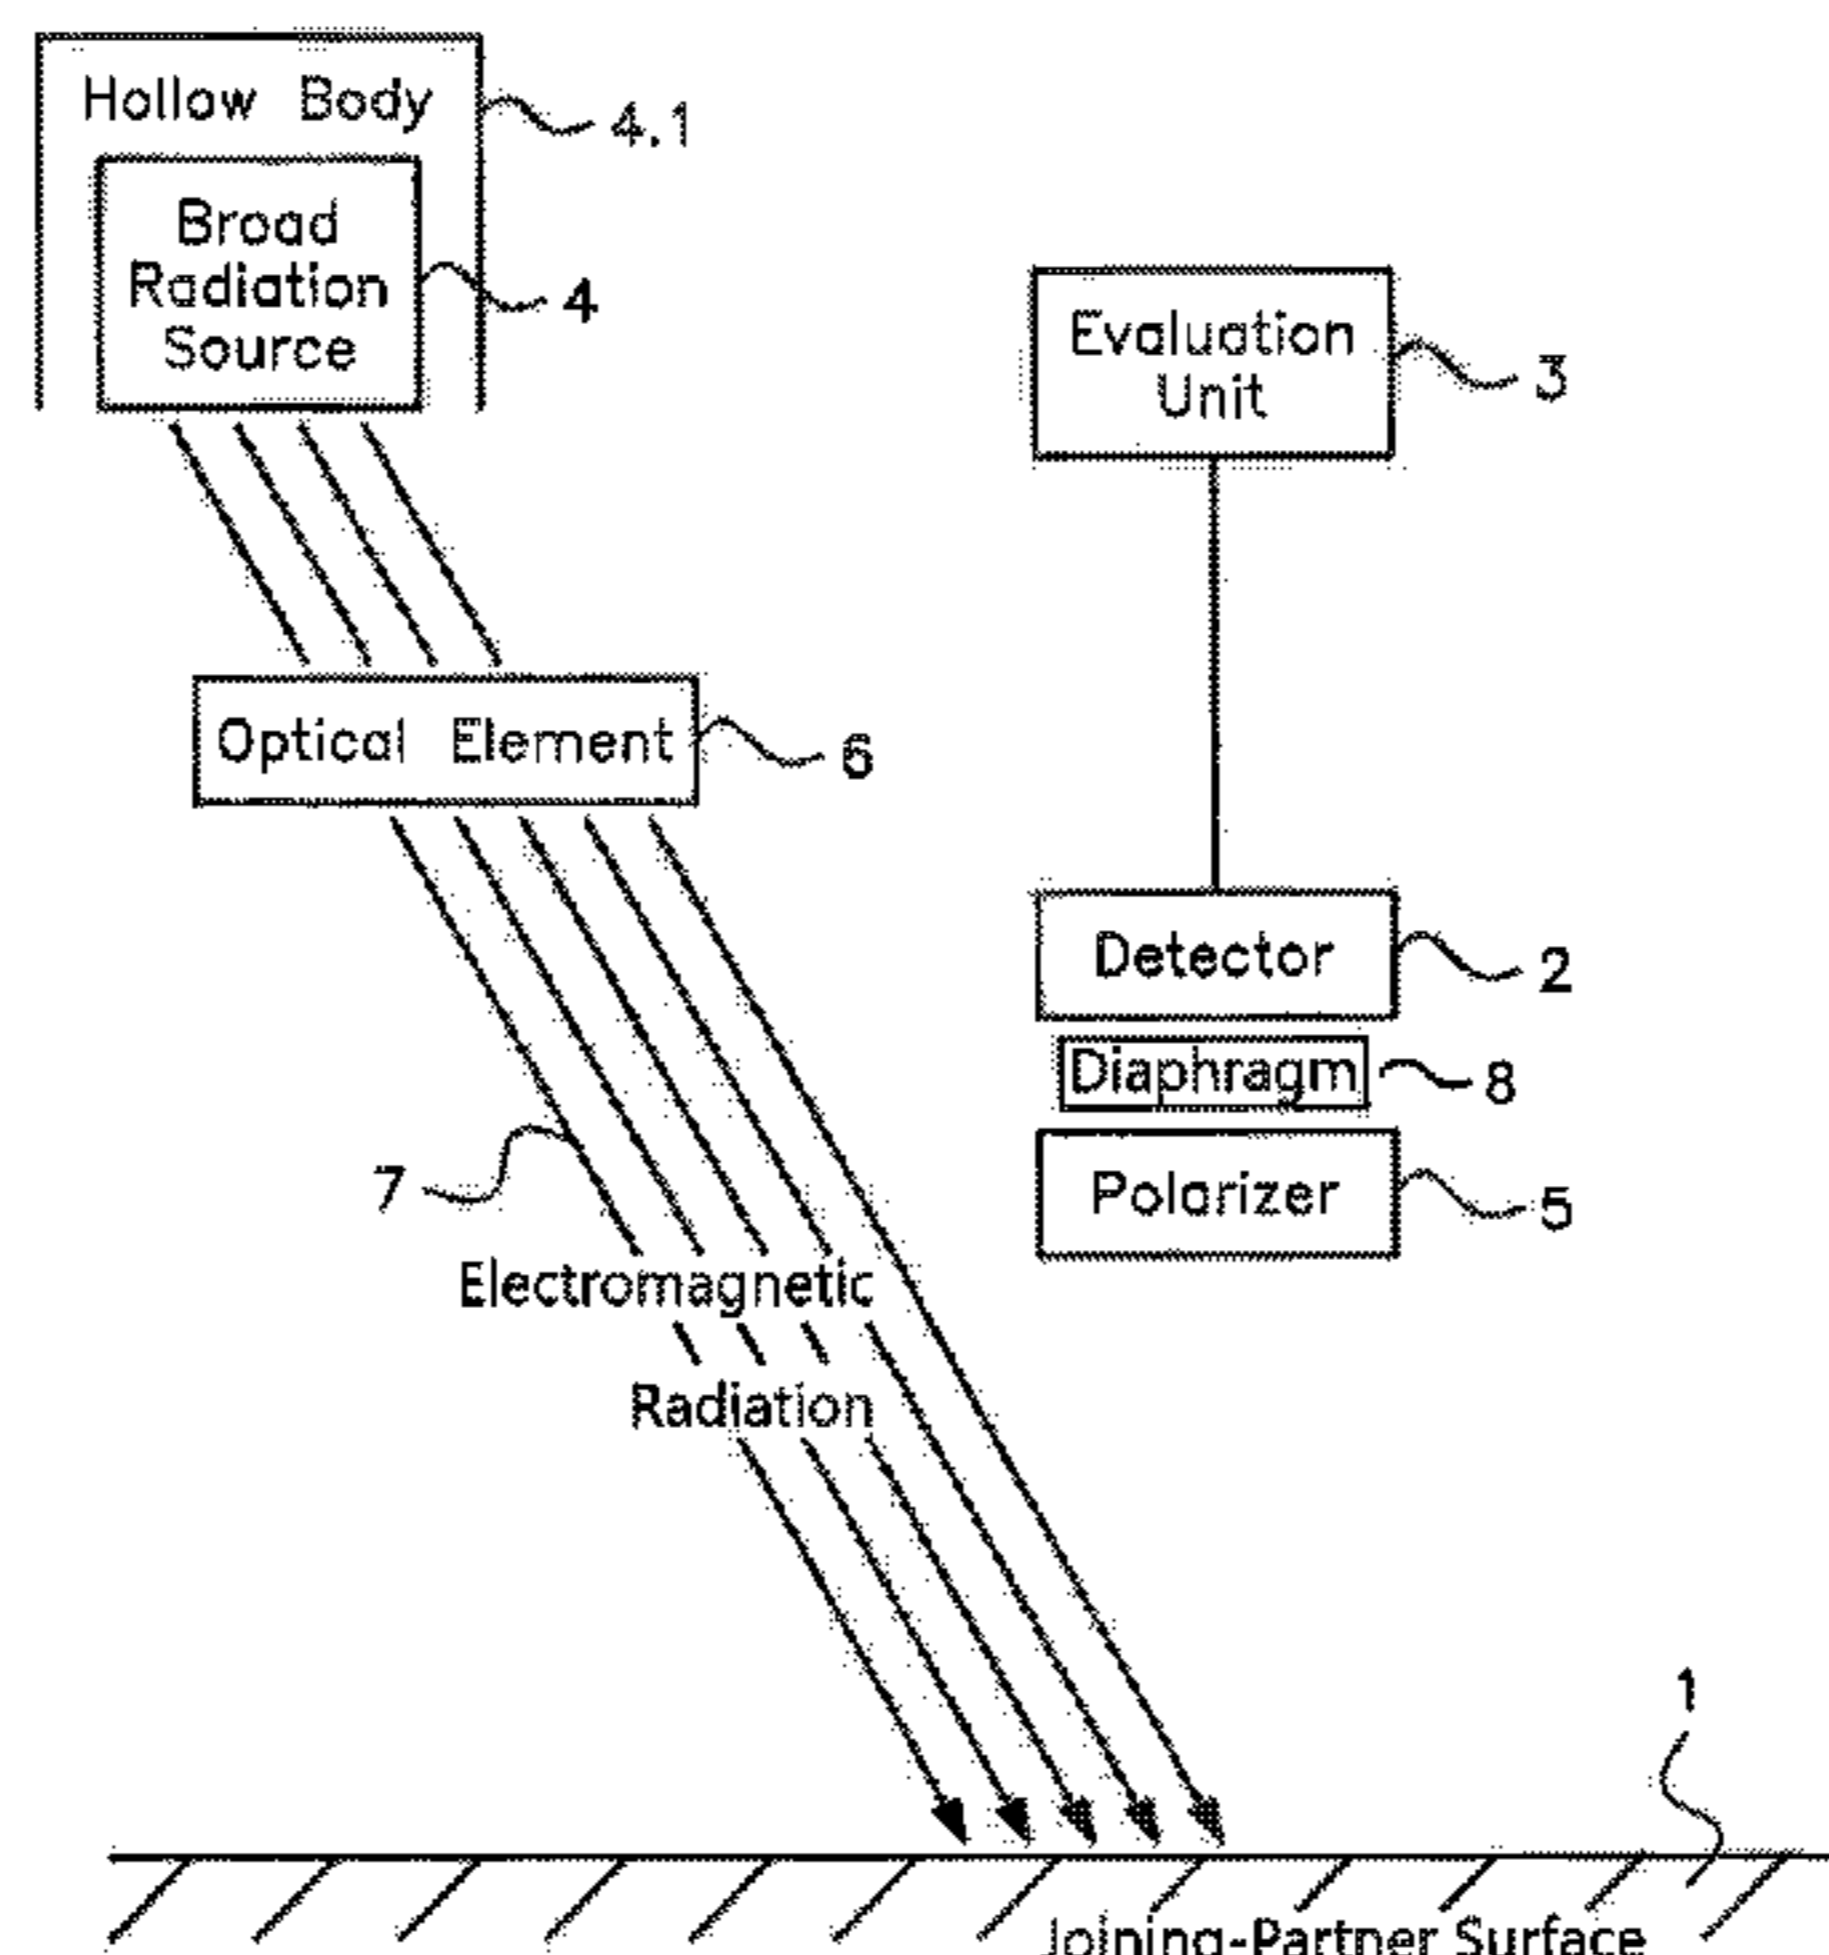 Hollow Body
4.1
Broad
Radiation
Source
4
Evaluation
Unit
3
Optical Element
6
Detector
2
Diaphragm
8
Polarizer
5
7
Electromagnetic
Radiation
1
Joining-Partner Surface